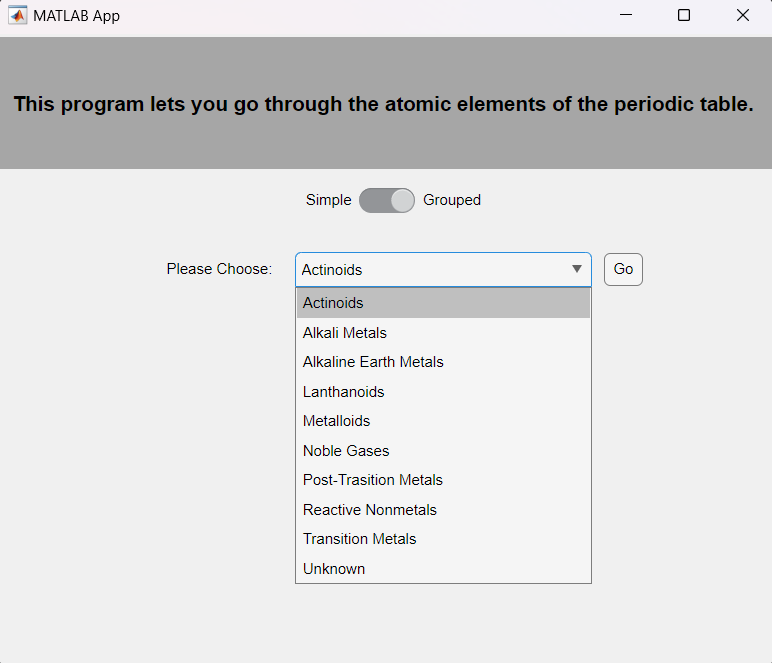 MATLAB App
This program lets you go through the atomic elements of the periodic table.
Simple Grouped
Please Choose: Actinoids Go
Actinoids
Alkali Metals
Alkaline Earth Metals
Lanthanoids
Metalloids
Noble Gases
Post-Trasition Metals
Reactive Nonmetals
Transition Metals
Unknown